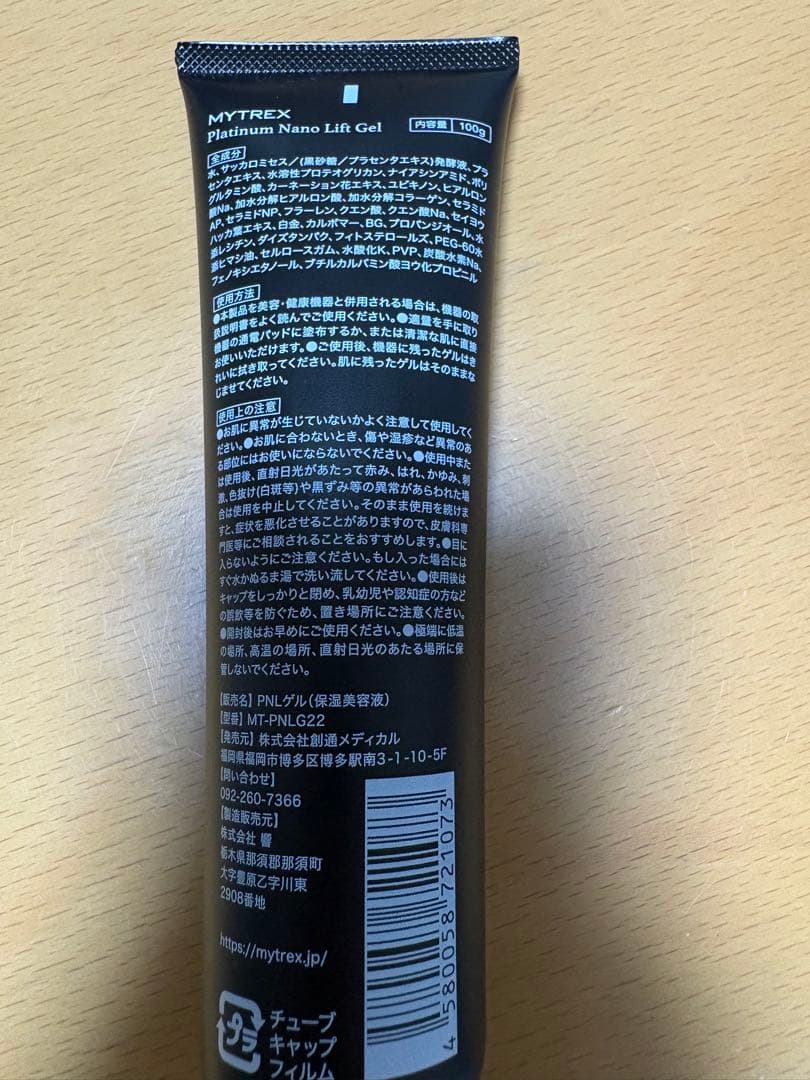 MYTREX
Platinum Nano Lift Gel
内容量 100g
全成分
水、サッカロミセス/(黒砂糖/プラセンタエキス)発酵液、プラ
センタエキス、水溶性プロテオグリカン、ナイアシンアミド、ポリ
グルタミン酸、カーネーション花エキス、ユビキノン、ヒアルロン
酸Na、加水分解ヒアルロン酸、加水分解コラーゲン、セラミド
AP、セラミドNP、フラーレン、クエン酸、クエン酸Na、セイヨウ
ハッカ葉エキス、白金、カルボマー、BG、プロパンジオール、水
添レシチン、ダイズタンパク、フィトステロールズ、PEG-60水
添ヒマシ油、セルロースガム、水酸化K、PVP、炭酸水素Na、
フェノキシエタノール、ブチルカルバミン酸ヨウ化プロピニル
使用方法
●本製品を美容・健康機器と併用される場合は、機器の取
扱説明書をよく読んでご使用ください。●適量を手に取り
機器の通電パッドに塗布するか、または清潔な肌に直接
お使いいただけます。●ご使用後、機器に残ったゲルはき
れいに拭き取ってください。肌に残ったゲルはそのままな
じませてください。
使用上の注意
●お肌に異常が生じていないかよく注意して使用してく
ださい。●お肌に合わないとき、傷や湿疹など異常のあ
る部位にはお使いにならないでください。●使用中また
は使用後、直射日光があたって赤み、はれ、かゆみ、刺
激、色抜け(白斑等)や黒ずみ等の異常があらわれた場
合は使用を中止してください。そのまま使用を続けま
すと、症状を悪化させることがありますので、皮膚科専
門医等にご相談されることをおすすめします。●目に
入らないようにご注意ください。もし入った場合には
すぐ水かぬるま湯で洗い流してください。●使用後は
キャップをしっかりと閉め、乳幼児や認知症の方など
の誤飲等を防ぐため、置き場所にご注意ください。
●開封後はお早めにご使用ください。●極端に低温
の場所、高温の場所、直射日光のあたる場所に保
管しないでください。
【販売名】PNLゲル(保湿美容液)
【型番】MT-PNLG22
【発売元】株式会社創通メディカル
福岡県福岡市博多区博多駅南3-1-10-5F
【問い合わせ】
092-260-7366
【製造販売元】
株式会社 響
栃木県那須郡那須町
大字豊原乙字川東
2908番地
https://mytrex.jp/
4 580058 721073
プラ
チューブ
キャップ
フィルム